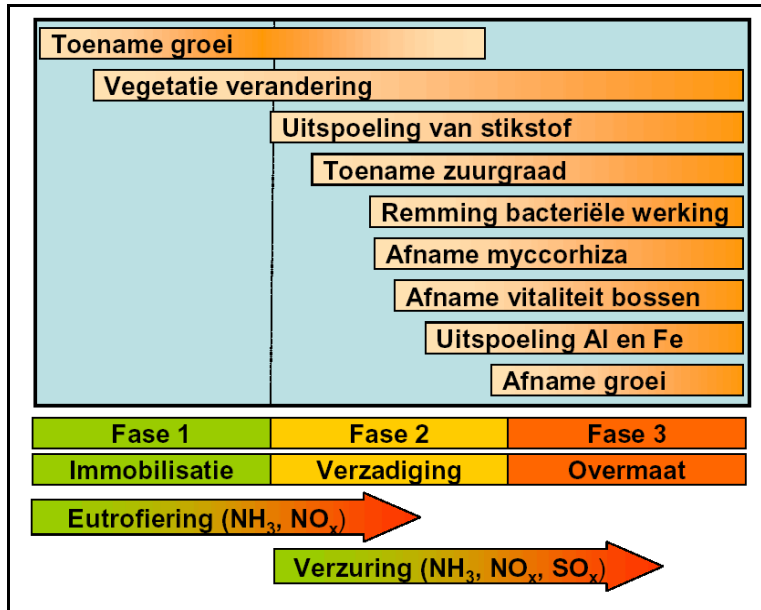 Toename groei
Vegetatie verandering
Uitspoeling van stikstof
Toename zuurgraad
Remming bacteriële werking
Afname myccorhiza
Afname vitaliteit bossen
Uitspoeling Al en Fe
Afname groei
Fase 1 Fase 2 Fase 3
Immobilisatie Verzadiging Overmaat
Eutrofiering (NH₃, NOₓ)
Verzuring (NH₃, NOₓ, SOₓ)